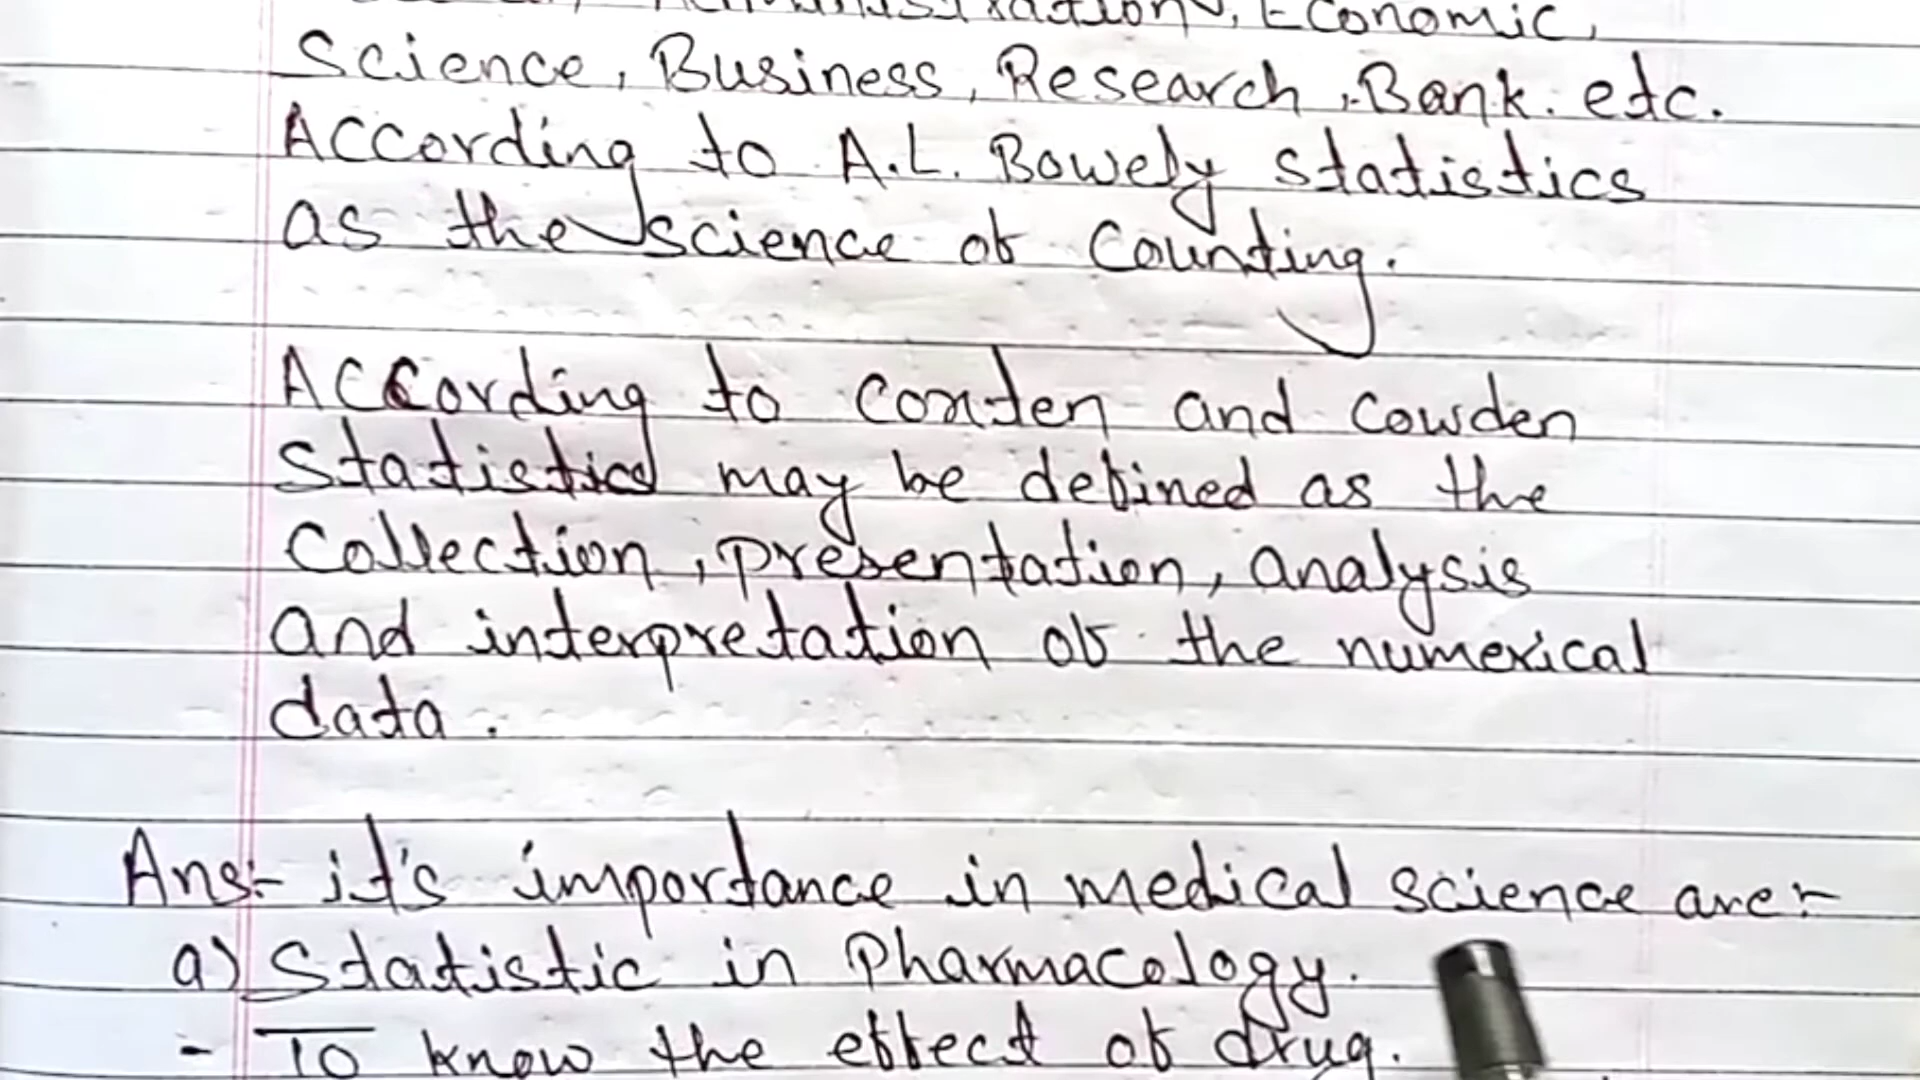 Administration, Economic,
Science, Business, Research, Bank. etc.
According to A.L. Bowely statistics
as the science of Counting.
According to Coxten and Cowden
Statistics may be defined as the
Collection, presentation, analysis
and interpretation of the numerical
data.
Ans:- it's importance in medical science are:-
a) Statistic in Pharmacology.
- To know the effect of drug.